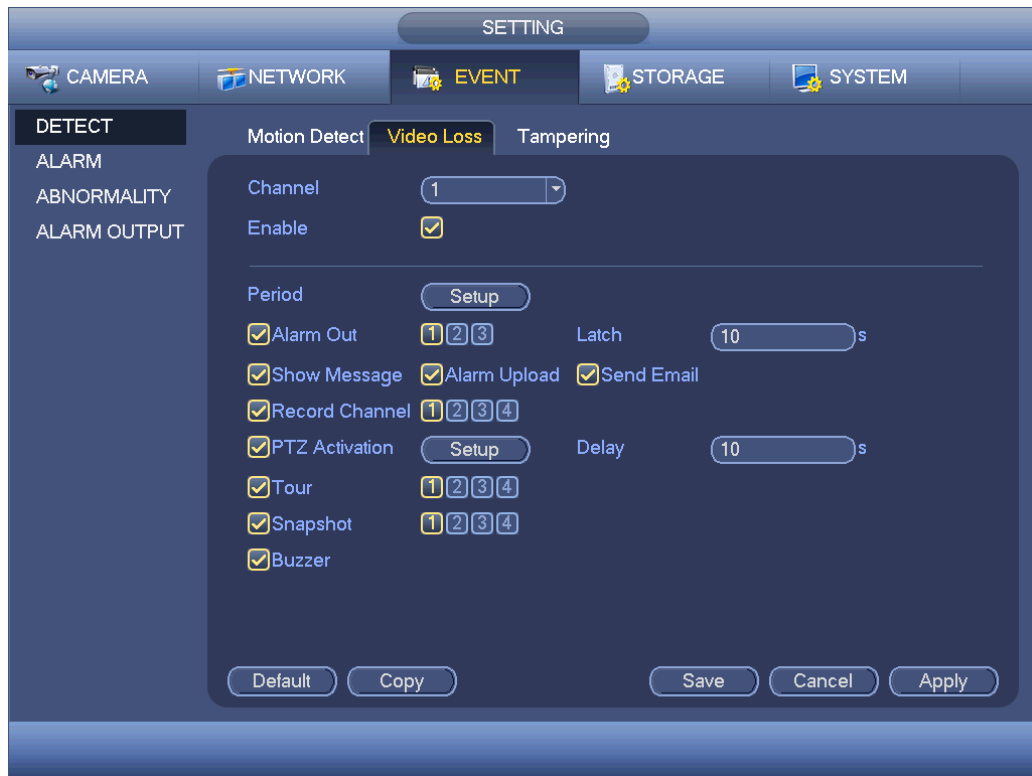 SETTING
CAMERA NETWORK EVENT STORAGE SYSTEM
DETECT
ALARM
ABNORMALITY
ALARM OUTPUT
Motion Detect Video Loss Tampering
Channel 1
Enable
Period Setup
Alarm Out 1 2 3 Latch 10 s
Show Message Alarm Upload Send Email
Record Channel 1 2 3 4
PTZ Activation Setup Delay 10 s
Tour 1 2 3 4
Snapshot 1 2 3 4
Buzzer
Default Copy Save Cancel Apply